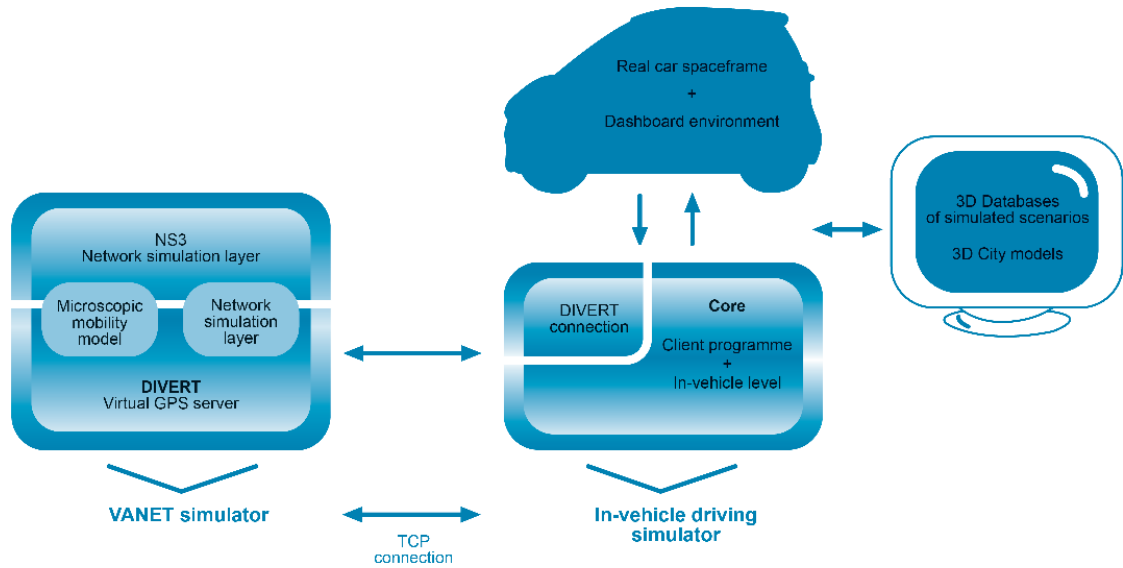 Real car spaceframe
+
Dashboard environment
3D Databases
of simulated scenarios
3D City models
NS3
Network simulation layer
Microscopic
mobility
model
Network
simulation
layer
DIVERT
Virtual GPS server
DIVERT
connection
Core
Client programme
+
In-vehicle level
VANET simulator
TCP
connection
In-vehicle driving
simulator